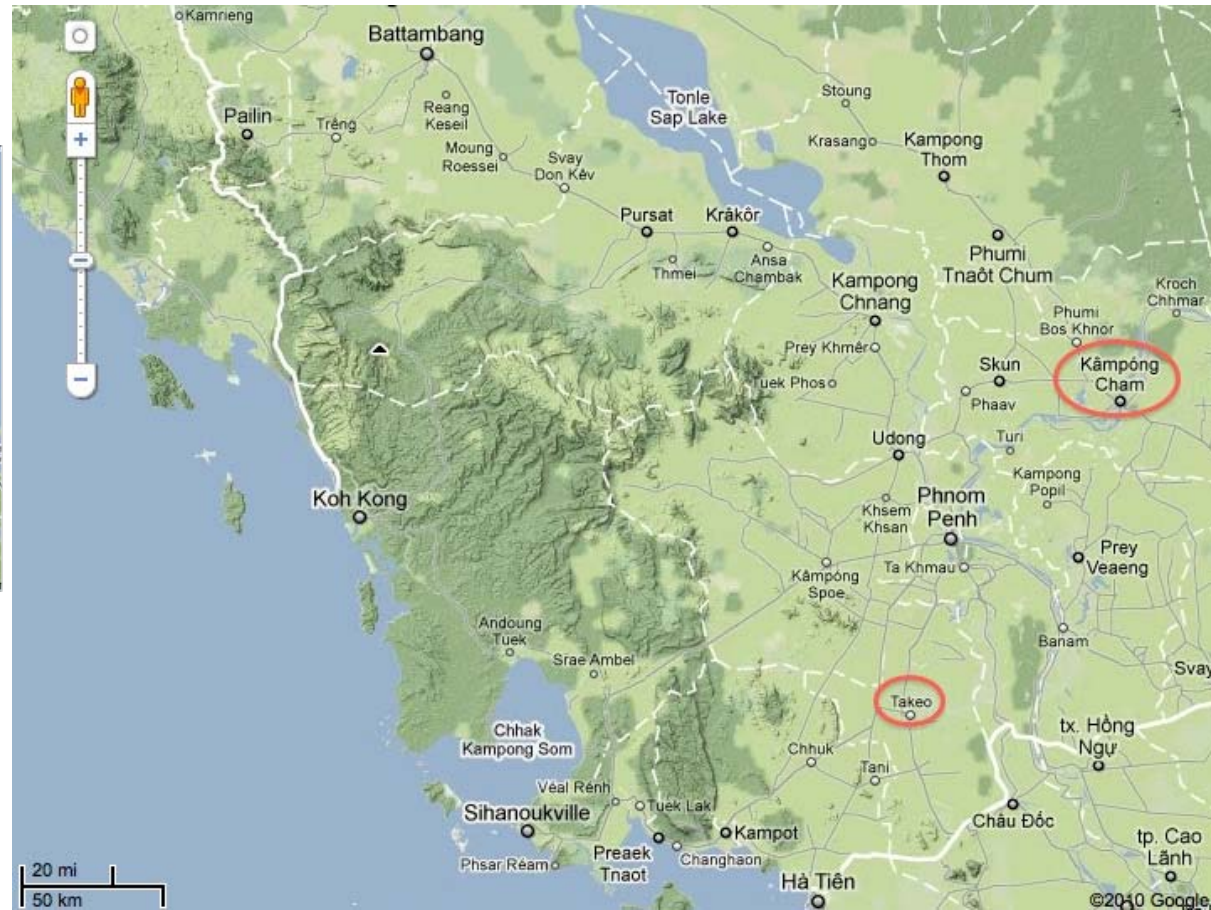 Kamrieng
Battambang
Tonle
Sap Lake
Stoung
Reang
Keseil
Pailin
Trêng
Krasang
Kampong
Thom
Moung
Roessei
Svay
Don Kêv
Pursat
Krâkôr
Phumi
Tnaôt Chum
Thmei
Ansa
Chambak
Kampong
Chnang
Kroch
Chhmar
Phumi
Bos Khnor
Prey Khmêr
Skun
Kâmpóng
Cham
Tuek Phos
Phaav
Udong
Turi
Kampong
Popil
Koh Kong
Khsem
Khsan
Phnom
Penh
Prey
Veaeng
Kâmpóng
Spoe
Ta Khmau
Andoung
Tuek
Banam
Srae Ambel
Svay
Takeo
Chhak
Kampong Som
tx. Hồng
Ngự
Chhuk
Tani
Véal Rénh
Tuek Lak
Sihanoukville
Châu Đốc
Kampot
Phsar Réam
Preaek
Tnaot
Changhaon
tp. Cao
Lãnh
Hà Tiên
20 mi
50 km
©2010 Google